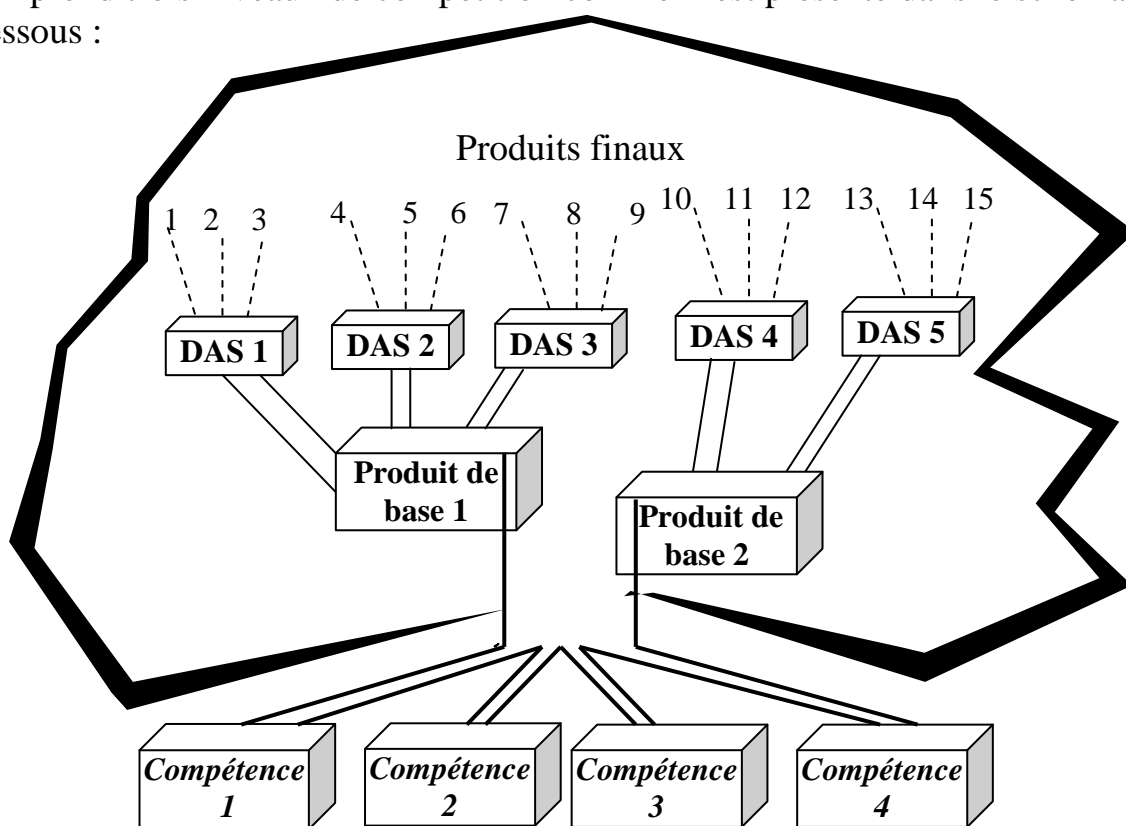 essous :
Produits finaux
1 2 3 4 5 6 7 8 9 10 11 12 13 14 15
DAS 1 DAS 2 DAS 3 DAS 4 DAS 5
Produit de
base 1
Produit de
base 2
Compétence
1
Compétence
2
Compétence
3
Compétence
4